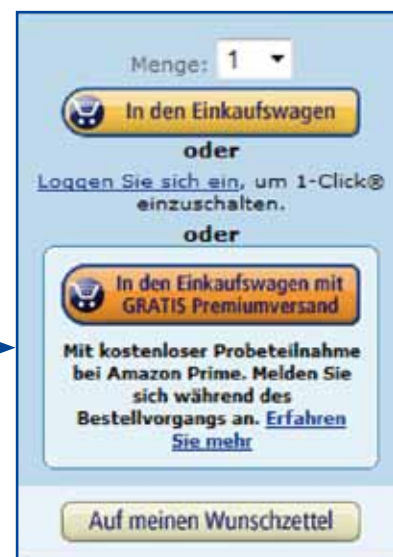 Menge: 1
In den Einkaufswagen
oder
Loggen Sie sich ein, um 1-Click®
einzuschalten.
oder
In den Einkaufswagen mit
GRATIS Premiumversand
Mit kostenloser Probeteilnahme
bei Amazon Prime. Melden Sie
sich während des
Bestellvorgangs an. Erfahren
Sie mehr
Auf meinen Wunschzettel